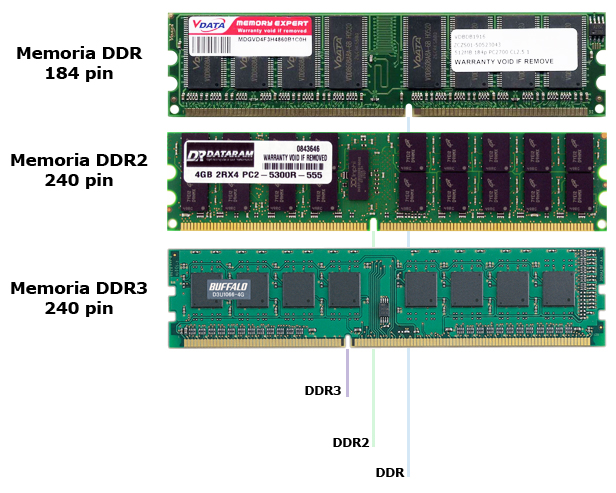 Memoria DDR
184 pin
VDATA
MEMORY EXPERT
Warranty void if removed
MDGVD4F3H4860R1C0H
WARRANTY VOID IF REMOVE
Memoria DDR2
240 pin
DATARAM
0843646
WARRANTY VOID IF REMOVED
4GB 2RX4 PC2-5300R-555
Memoria DDR3
240 pin
BUFFALO
D3U1066-4G
DDR3
DDR2
DDR